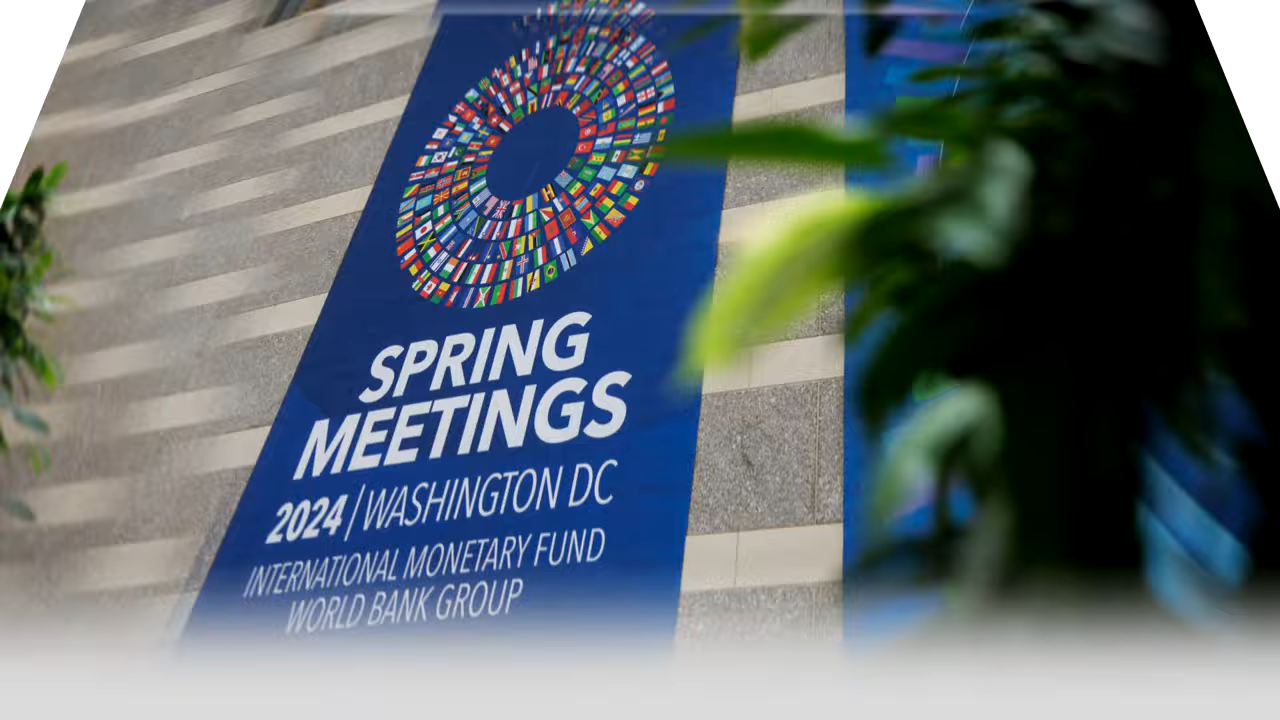 SPRING
MEETINGS
2024 | WASHINGTON DC
INTERNATIONAL MONETARY FUND
WORLD BANK GROUP